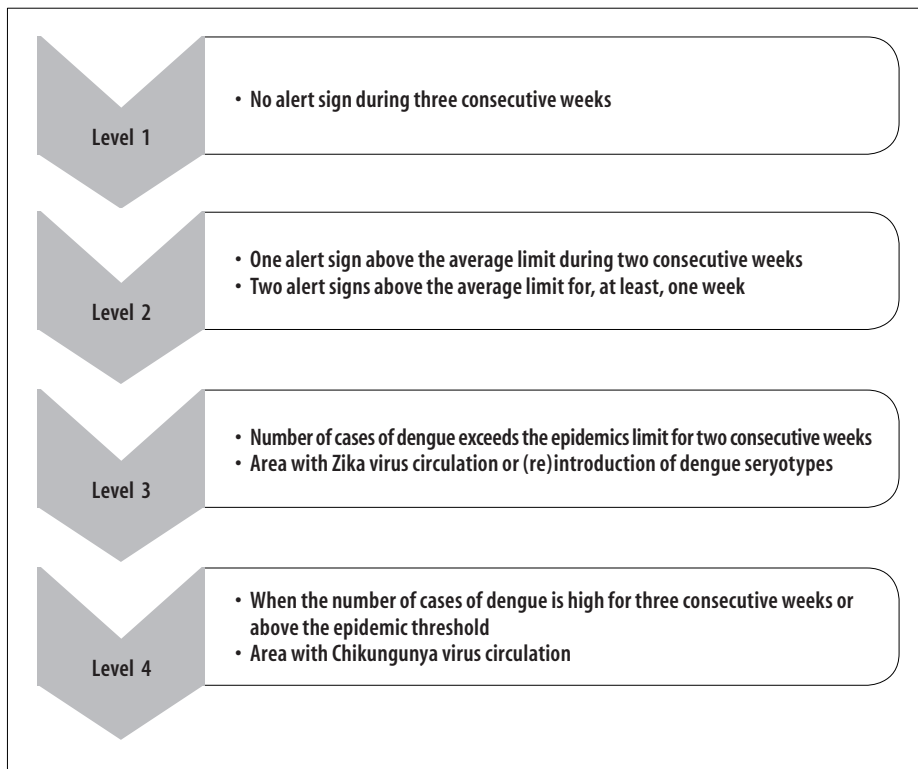 Level 1
• No alert sign during three consecutive weeks
Level 2
• One alert sign above the average limit during two consecutive weeks
• Two alert signs above the average limit for, at least, one week
Level 3
• Number of cases of dengue exceeds the epidemics limit for two consecutive weeks
• Area with Zika virus circulation or (re)introduction of dengue seryotypes
Level 4
• When the number of cases of dengue is high for three consecutive weeks or
above the epidemic threshold
• Area with Chikungunya virus circulation